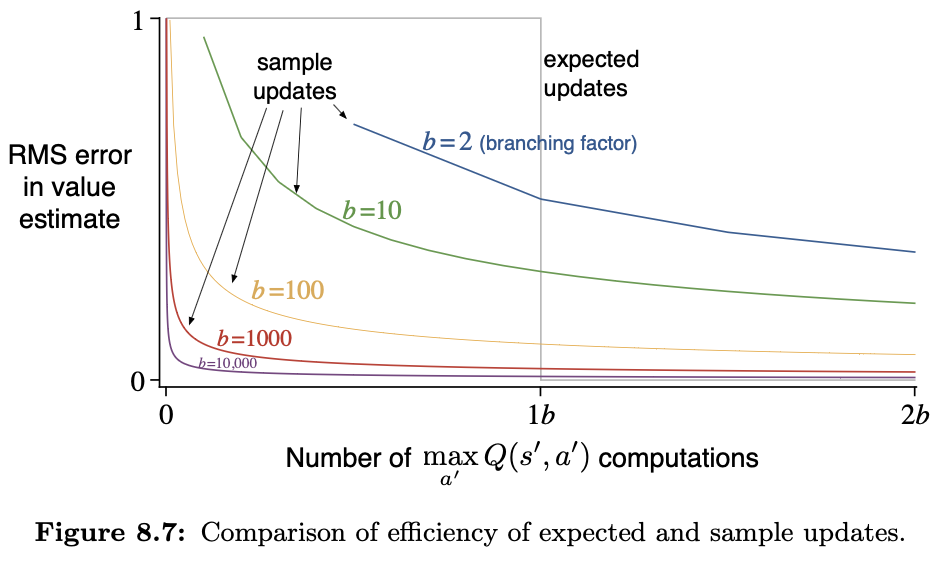 1
sample
updates
expected
updates
b=2 (branching factor)
RMS error
in value
estimate
b=10
b=100
b=1000
b=10,000
0
0
1b
2b
Number of max Q(s′, a′) computations
a′
Figure 8.7: Comparison of efficiency of expected and sample updates.